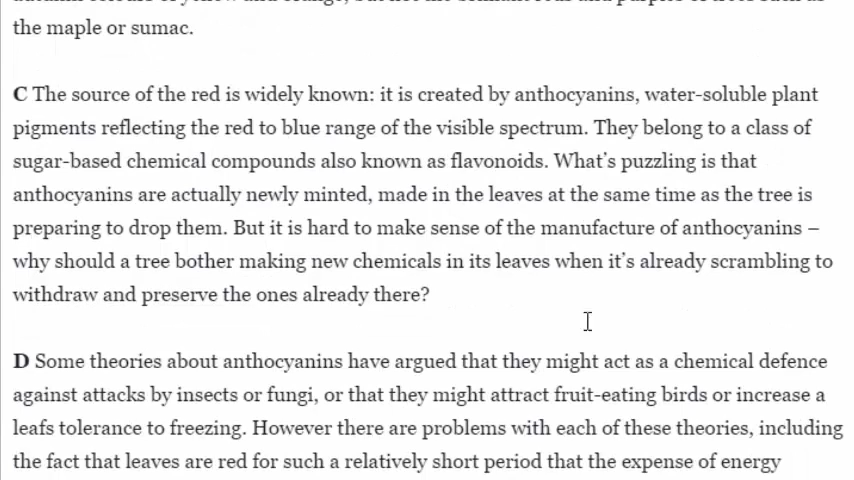 the maple or sumac.
C The source of the red is widely known: it is created by anthocyanins, water-soluble plant
pigments reflecting the red to blue range of the visible spectrum. They belong to a class of
sugar-based chemical compounds also known as flavonoids. What's puzzling is that
anthocyanins are actually newly minted, made in the leaves at the same time as the tree is
preparing to drop them. But it is hard to make sense of the manufacture of anthocyanins –
why should a tree bother making new chemicals in its leaves when it's already scrambling to
withdraw and preserve the ones already there?
D Some theories about anthocyanins have argued that they might act as a chemical defence
against attacks by insects or fungi, or that they might attract fruit-eating birds or increase a
leafs tolerance to freezing. However there are problems with each of these theories, including
the fact that leaves are red for such a relatively short period that the expense of energy